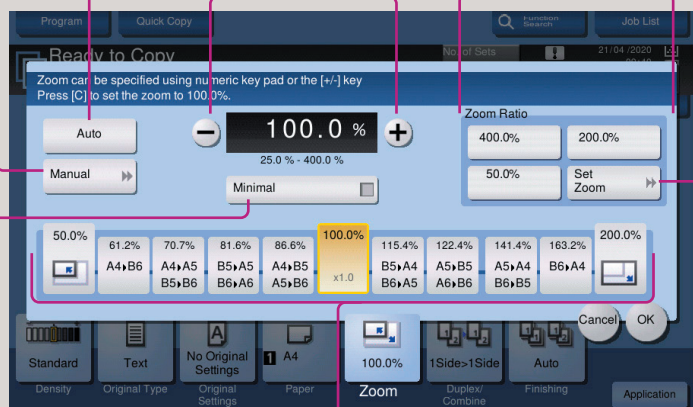 Program
Quick Copy
Function
Search
Job List
Ready to Copy
No. of Sets
21/04 /2020
Zoom can be specified using numeric key pad or the [+/-] key
Press [C] to set the zoom to 100.0%.
Auto
Manual
100.0 %
25.0 % - 400.0 %
Minimal
Zoom Ratio
400.0%
200.0%
50.0%
Set
Zoom
50.0%
61.2%
A4▸B6
70.7%
A4▸A5
B5▸B6
81.6%
B5▸A5
B6▸A6
86.6%
A4▸B5
A5▸B6
100.0%
x1.0
115.4%
B5▸A4
B6▸A5
122.4%
A5▸B5
A6▸B6
141.4%
A5▸A4
B6▸B5
163.2%
B6▸A4
200.0%
Cancel
OK
Standard
Text
No Original
Settings
1 A4
100.0%
1Side>1Side
Auto
Density
Original Type
Original
Settings
Paper
Zoom
Duplex/
Combine
Finishing
Application